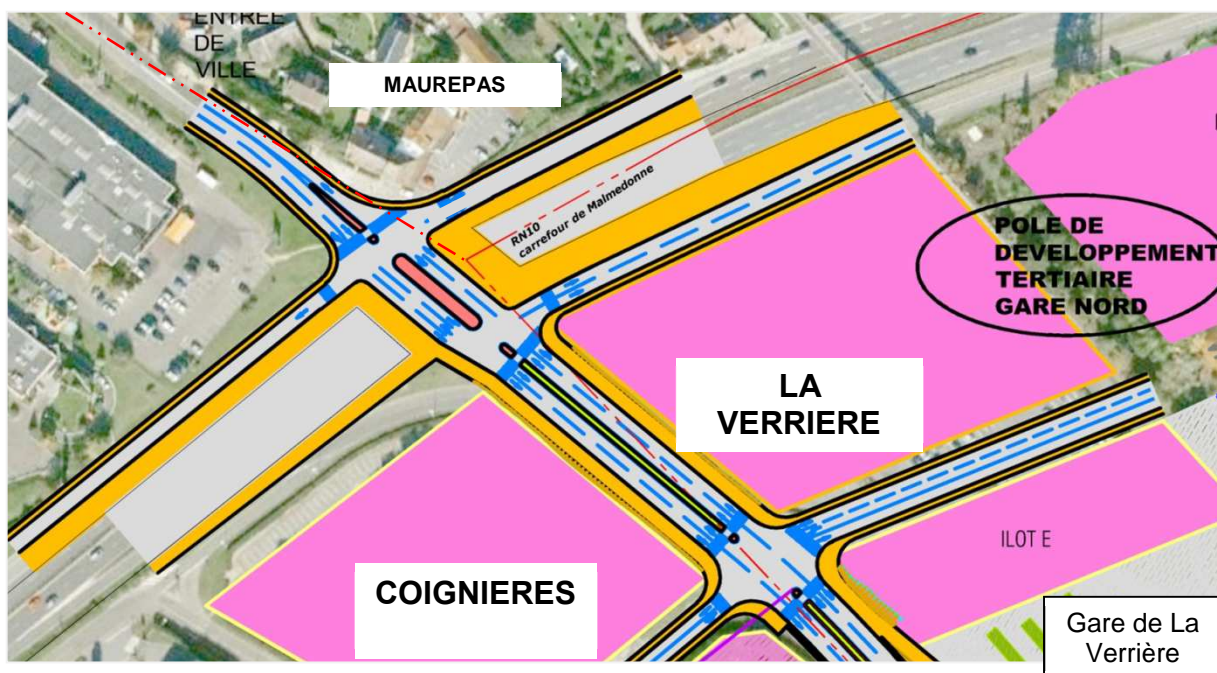 ENTREE
DE
VILLE
MAUREPAS
RN10
carrefour de Malmedonne
POLE DE
DEVELOPPEMENT
TERTIAIRE
GARE NORD
LA
VERRIERE
ILOT E
COIGNIERES
Gare de La
Verrière